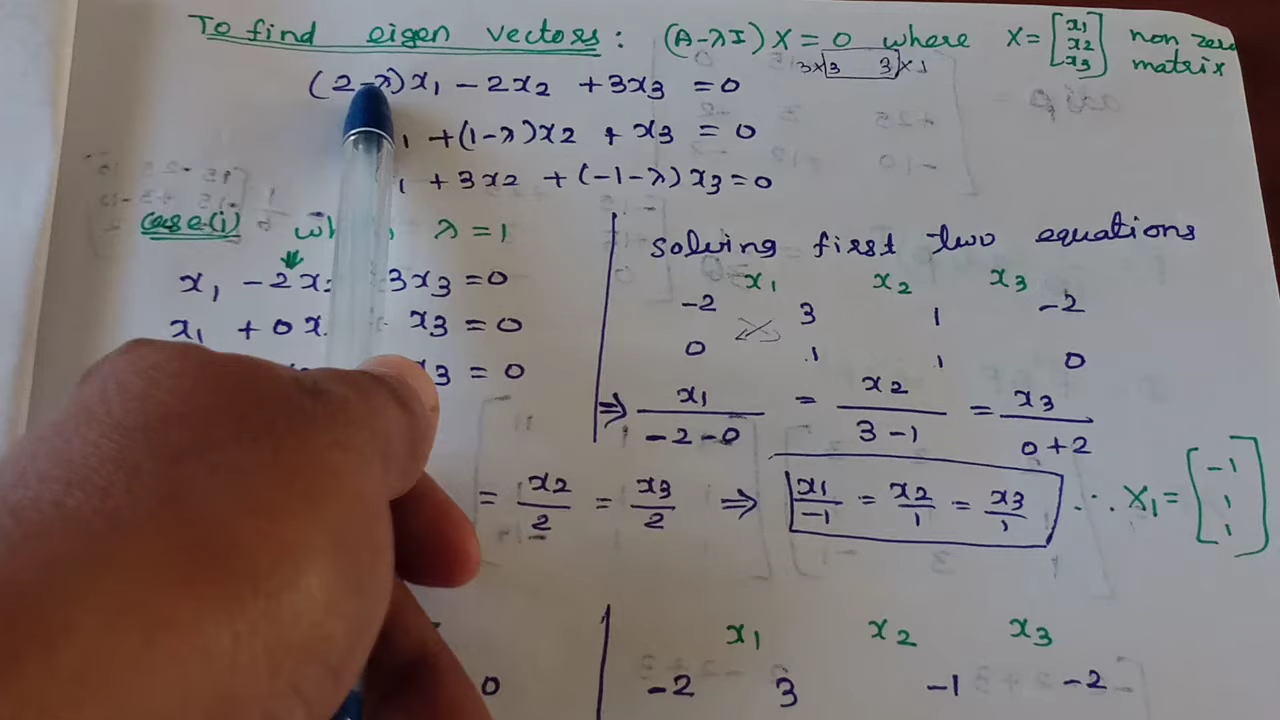 To find eigen vectors : (A-λI) X = 0 where X = [x1 x2 x3] non zero matrix
3×3 3×1
(2-λ)x1 - 2x2 + 3x3 = 0
1 + (1-λ)x2 + x3 = 0
1 + 3x2 + (-1-λ)x3 = 0
case(i) λ = 1
x1 - 2x2 3x3 = 0
x1 + 0x x3 = 0
x3 = 0
solving first two equations
x1 x2 x3
-2 3 1 -2
0 1 1 0
⇒ x1/(-2-0) = x2/(3-1) = x3/(0+2)
= x2/2 = x3/2 ⇒ x1/-1 = x2/1 = x3/1 ∴ X1 = [-1 1 1]
0
x1 x2 x3
-2 3 -1 -2